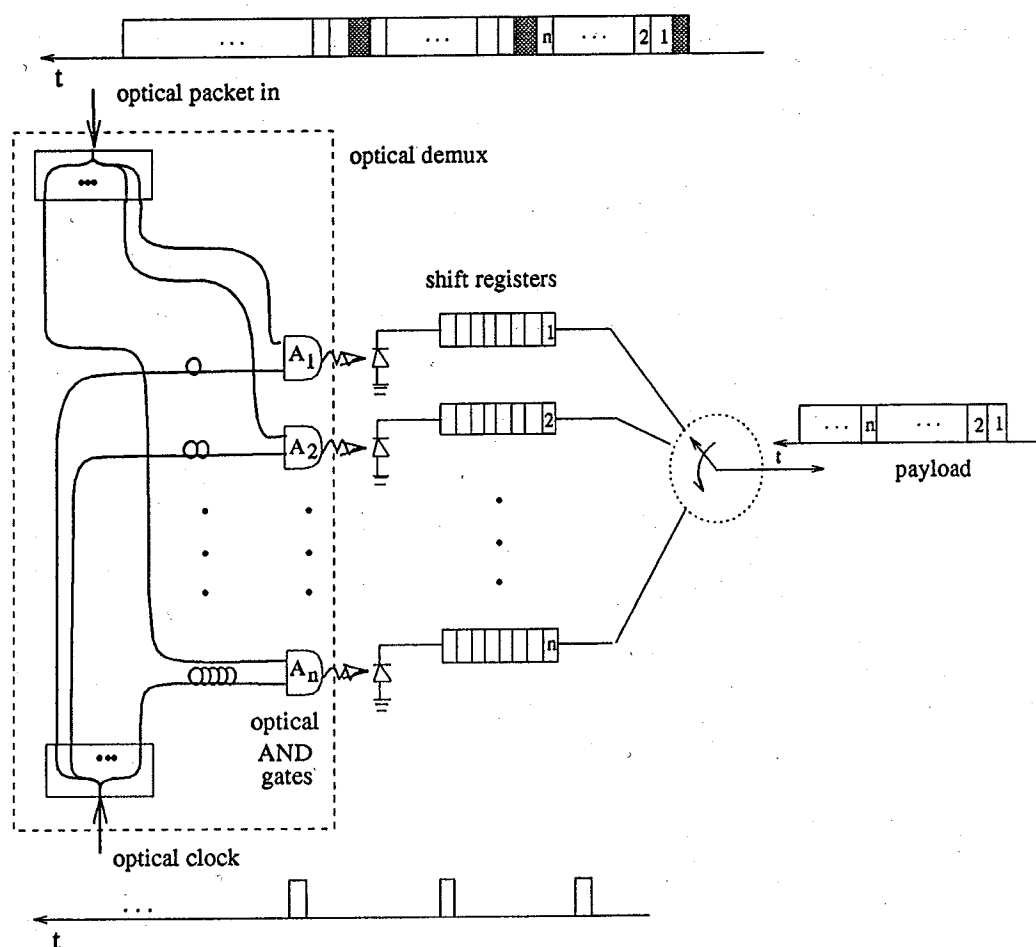 ... ... n ... 2 1
t
optical packet in
optical demux
...
shift registers
A1
1
A2
2
... n ... 2 1
t
payload
An
n
optical
AND
gates
...
optical clock
...
t